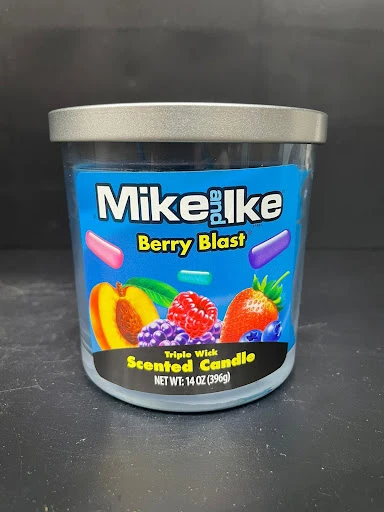 Mike and Ike
Berry Blast
Triple Wick
Scented Candle
NET WT: 14 OZ (396g)